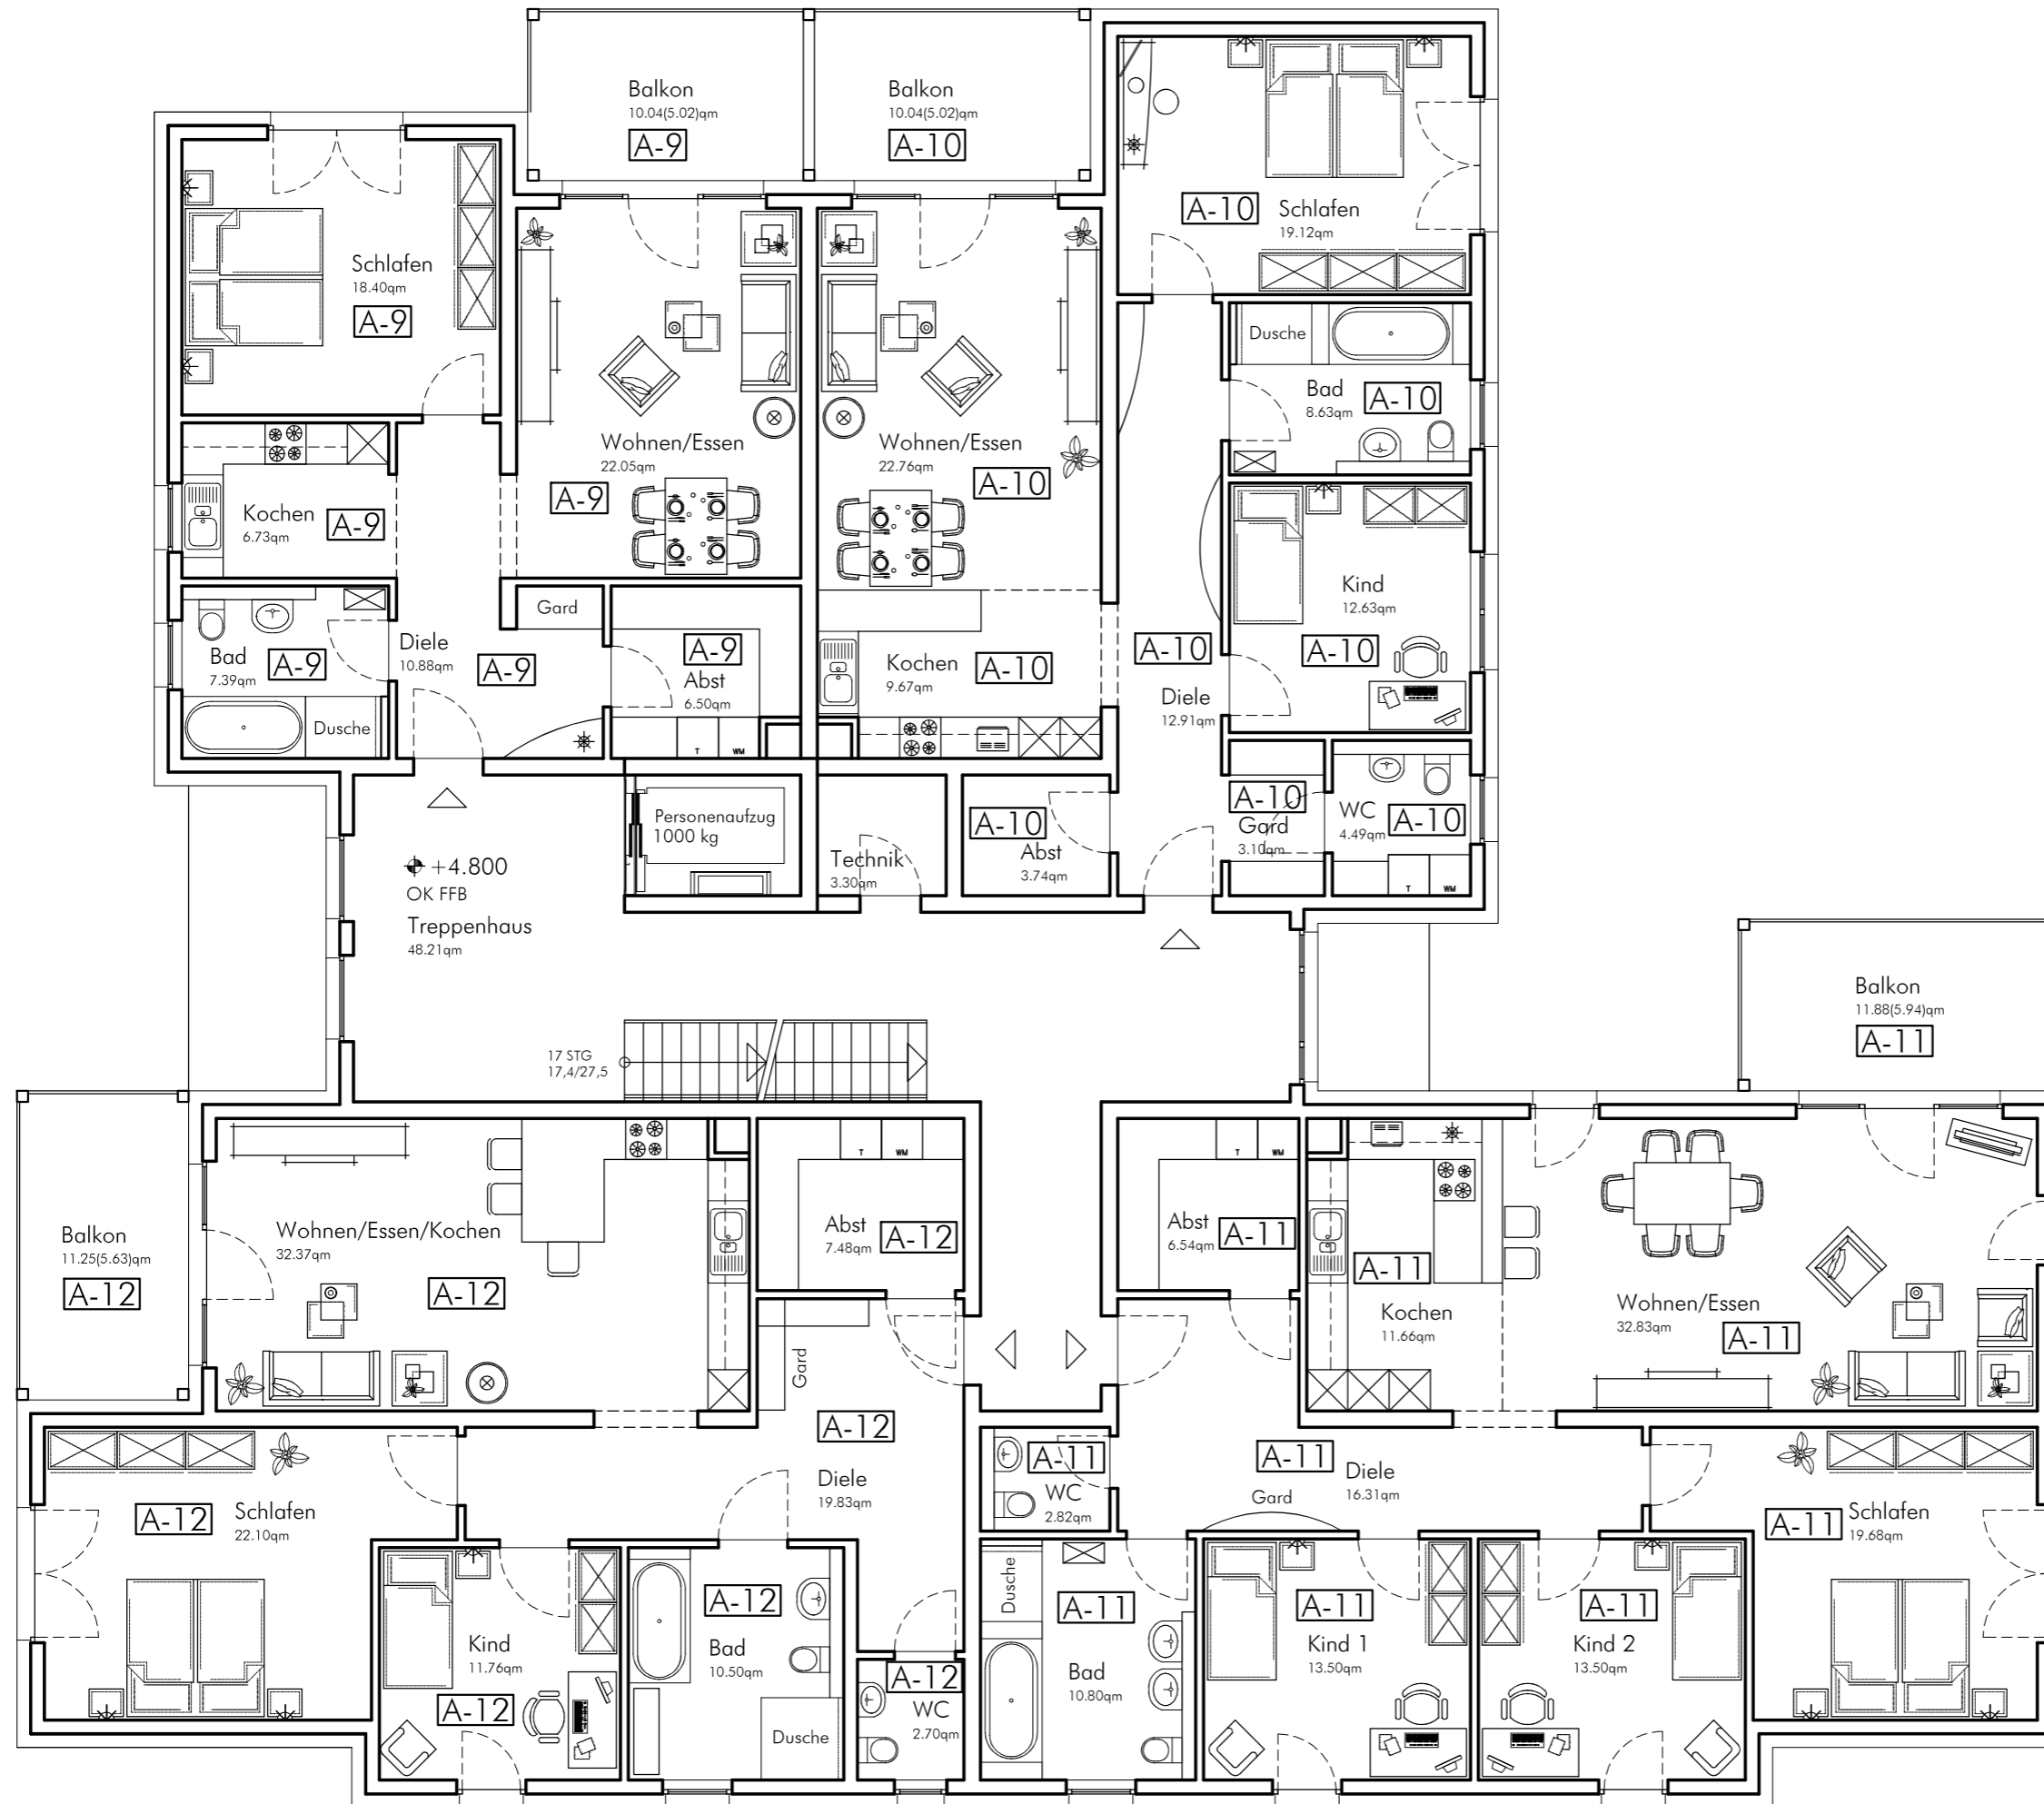 Balkon
10.04(5.02)qm
A-9
Balkon
10.04(5.02)qm
A-10
A-10
Schlafen
19.12qm
Schlafen
18.40qm
A-9
Dusche
Bad
8.63qm
A-10
Wohnen/Essen
22.05qm
A-9
Wohnen/Essen
22.76qm
A-10
Kochen
6.73qm
A-9
Kind
12.63qm
A-10
Gard
Diele
10.88qm
A-9
Bad
7.39qm
A-9
Dusche
A-9
Abst
6.50qm
T
WM
Kochen
9.67qm
A-10
A-10
Diele
12.91qm
Personenaufzug
1000 kg
Technik
3.30qm
A-10
Abst
3.74qm
A-10
Gard
3.10qm
WC
4.49qm
A-10
T
WM
+4.800
OK FFB
Treppenhaus
48.21qm
17 STG
17,4/27,5
Balkon
11.88(5.94)qm
A-11
Balkon
11.25(5.63)qm
A-12
Wohnen/Essen/Kochen
32.37qm
A-12
T
WM
Abst
7.48qm
A-12
T
WM
Abst
6.54qm
A-11
A-11
Kochen
11.66qm
Wohnen/Essen
32.83qm
A-11
Gard
A-12
Diele
19.83qm
A-12
Schlafen
22.10qm
A-11
WC
2.82qm
A-11
Diele
16.31qm
Gard
A-11
Schlafen
19.68qm
Kind
11.76qm
A-12
A-12
Bad
10.50qm
Dusche
A-12
WC
2.70qm
Dusche
A-11
Bad
10.80qm
A-11
Kind 1
13.50qm
A-11
Kind 2
13.50qm